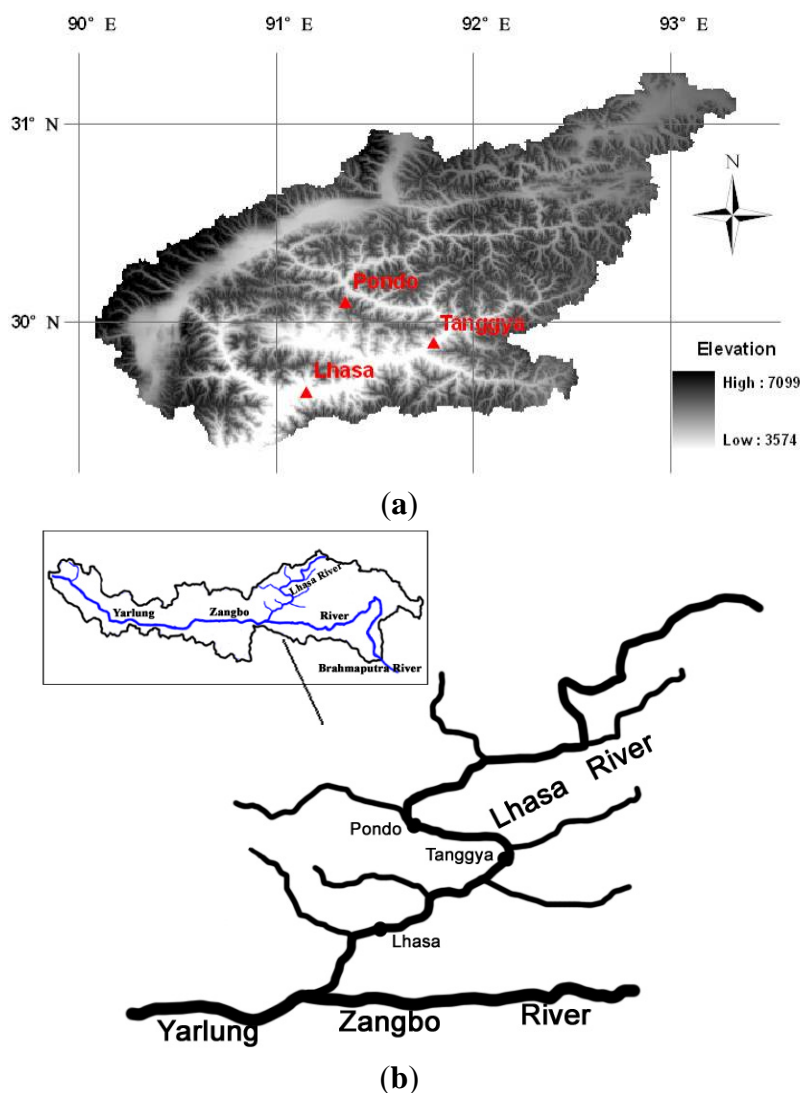 90° E 91° E 92° E 93° E
31° N
N
Pondo
30° N
Tanggya
Lhasa
Elevation
High : 7099
Low : 3574
(a)
Lhasa River
Yarlung Zangbo River
Brahmaputra River
Lhasa River
Pondo
Tanggya
Lhasa
Yarlung Zangbo River
(b)